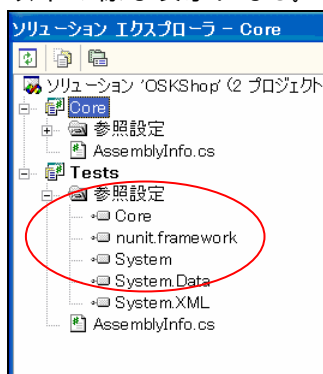 ソリューション エクスプローラ - Core
ソリューション 'OSKShop' (2 プロジェクト
Core
参照設定
AssemblyInfo.cs
Tests
参照設定
Core
nunit.framework
System
System.Data
System.XML
AssemblyInfo.cs